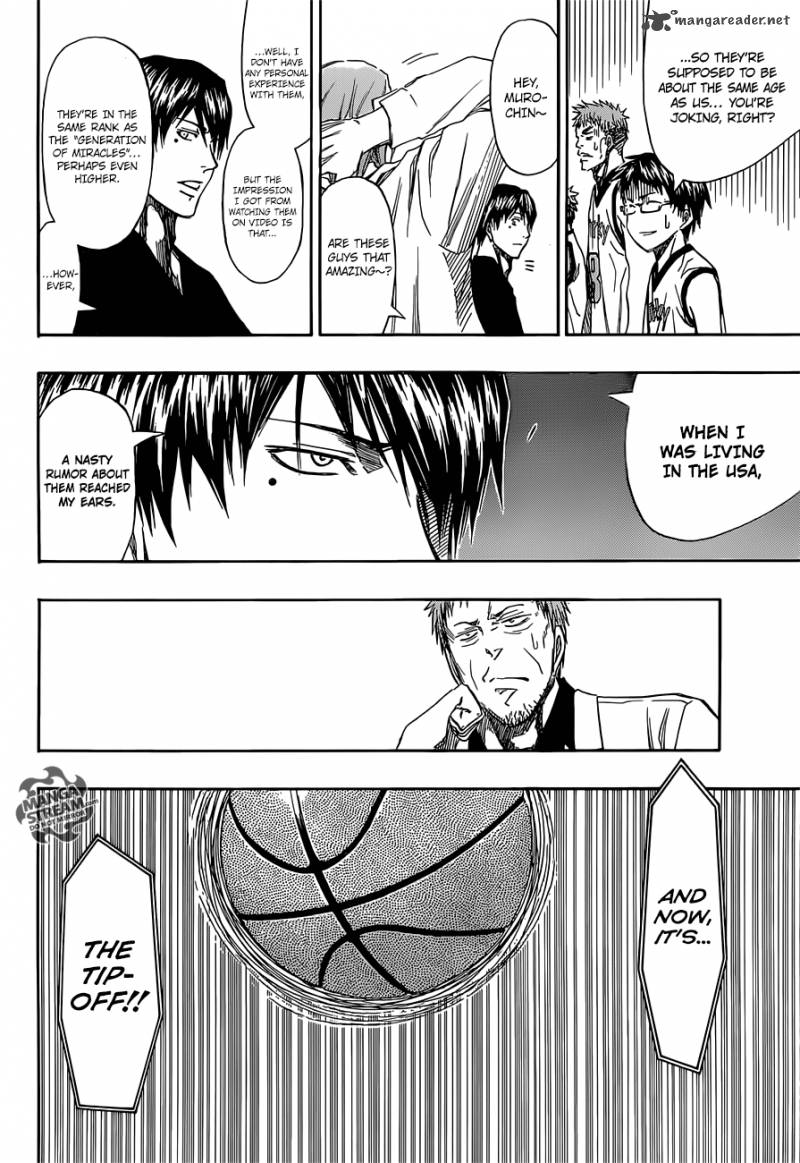 mangareader.net
...SO THEY'RE
SUPPOSED TO BE
ABOUT THE SAME AGE
AS US... YOU'RE
JOKING, RIGHT?
HEY,
MURO-
CHIN~
ARE THESE
GUYS THAT
AMAZING~?
...WELL, I
DON'T HAVE
ANY PERSONAL
EXPERIENCE
WITH THEM,
BUT THE
IMPRESSION
I GOT FROM
WATCHING THEM
ON VIDEO IS
THAT...
THEY'RE IN THE
SAME RANK AS
THE "GENERATION
OF MIRACLES"...
PERHAPS EVEN
HIGHER.
...HOW-
EVER,
WHEN I
WAS LIVING
IN THE USA,
A NASTY
RUMOR ABOUT
THEM REACHED
MY EARS.
AND
NOW,
IT'S...
THE
TIP-
OFF!!
MANGA
STREAM.com
DO NOT MIRROR